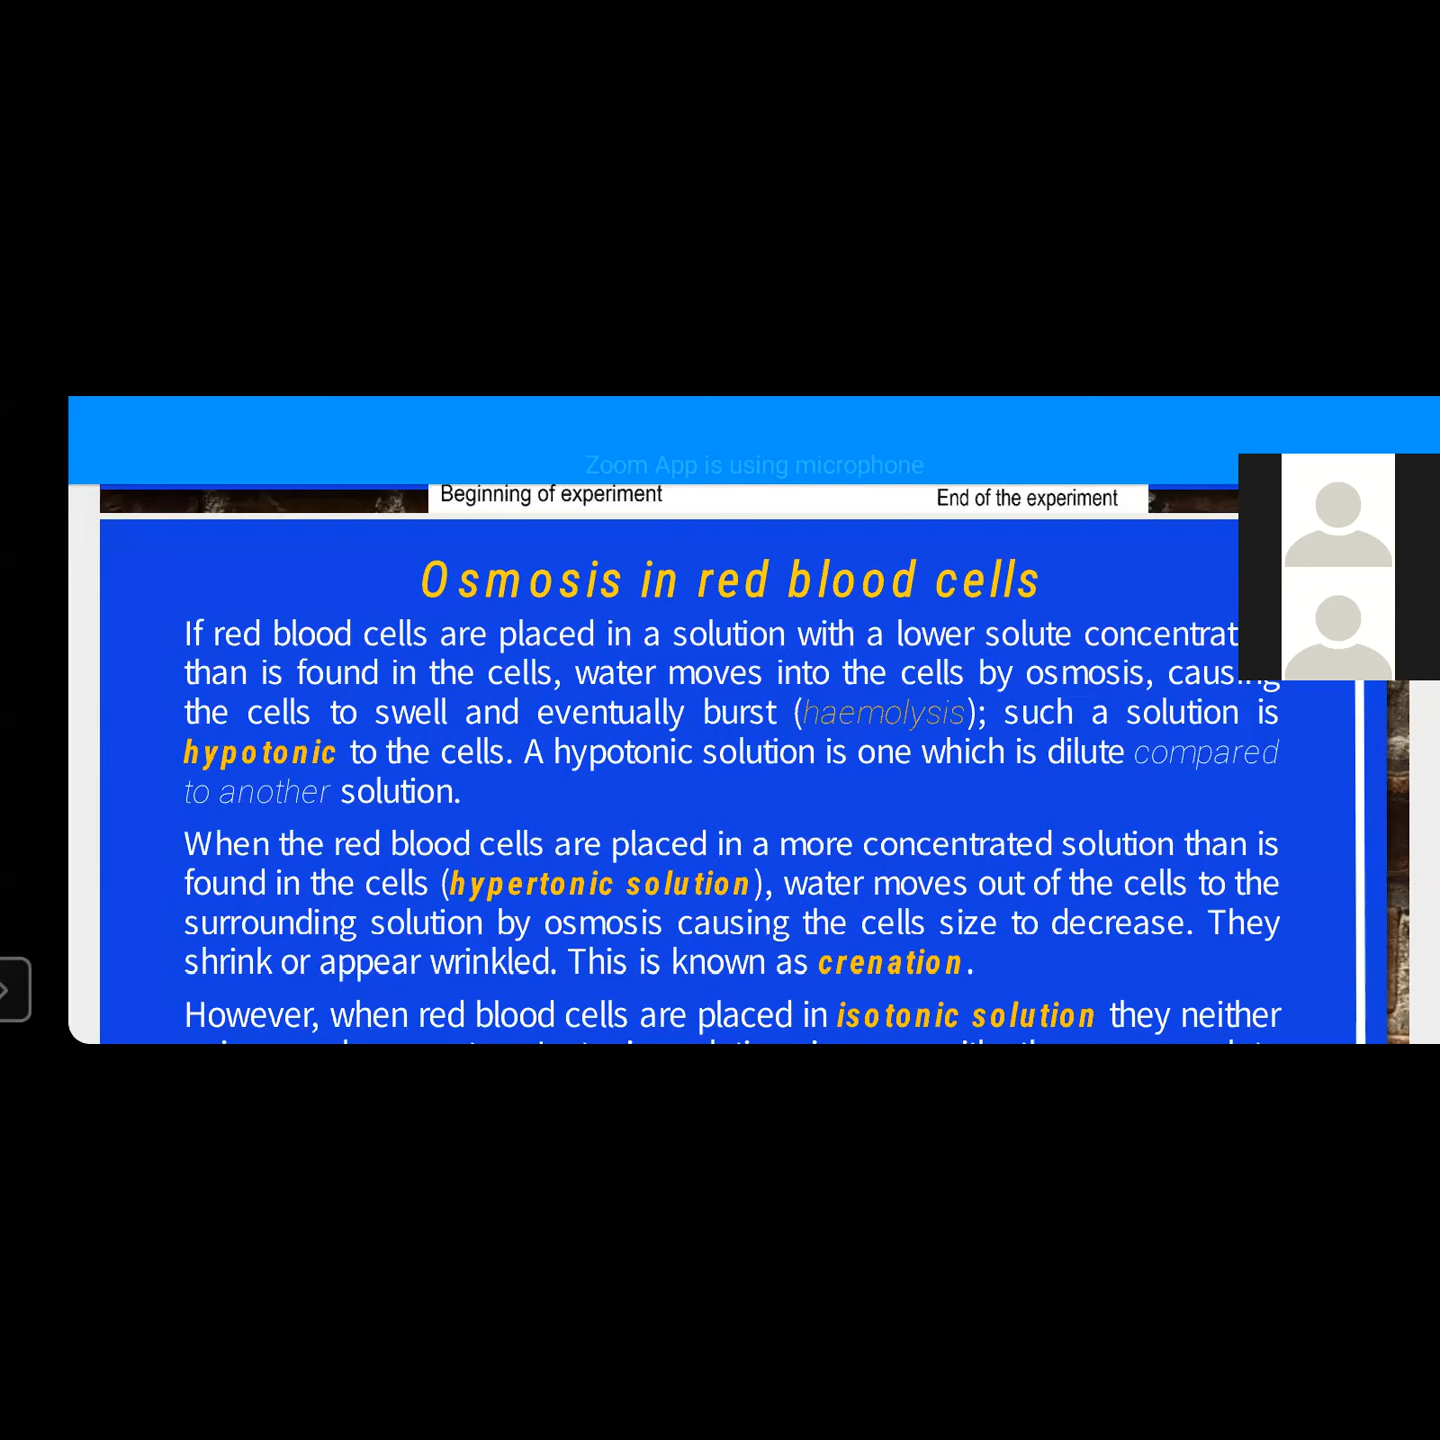 Zoom App is using microphone
Beginning of experiment
End of the experiment
Osmosis in red blood cells
If red blood cells are placed in a solution with a lower solute
than is found in the cells, water moves into the cells by osmosis, causing
the cells to swell and eventually burst (haemolysis); such a solution is
hypotonic to the cells. A hypotonic solution is one which is dilute compared
to another solution.
When the red blood cells are placed in a more concentrated solution than is
found in the cells (hypertonic solution), water moves out of the cells to the
surrounding solution by osmosis causing the cells size to decrease. They
shrink or appear wrinkled. This is known as crenation.
However, when red blood cells are placed in isotonic solution they neither